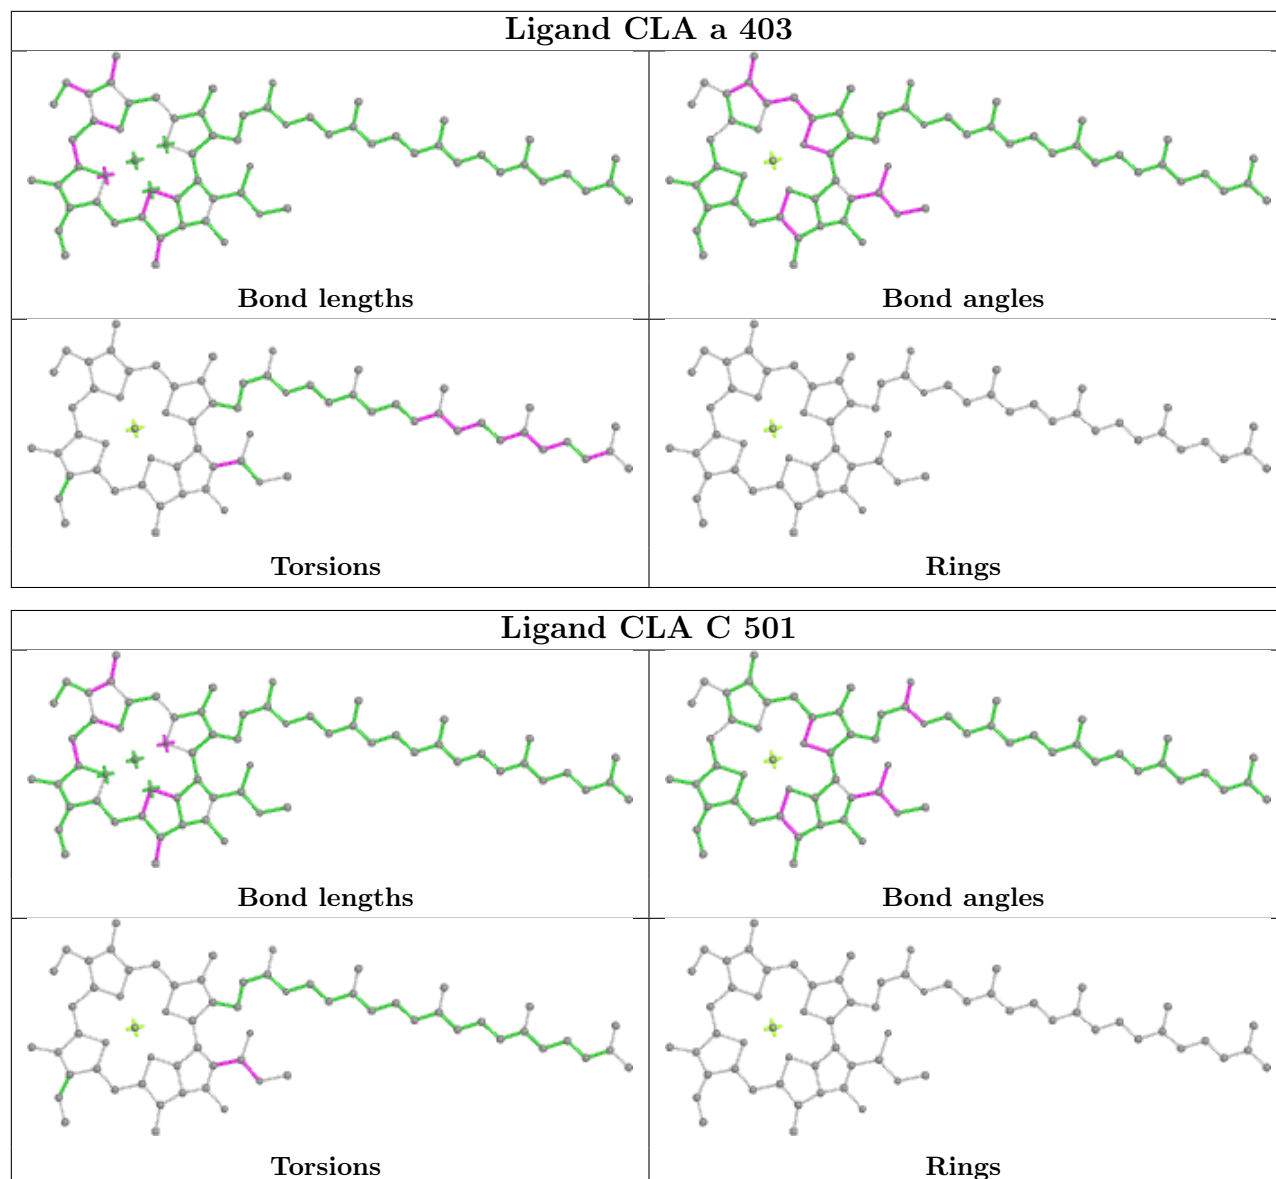 Ligand CLA a 403
Bond lengths
Bond angles
Torsions
Rings
Ligand CLA C 501
Bond lengths
Bond angles
Torsions
Rings